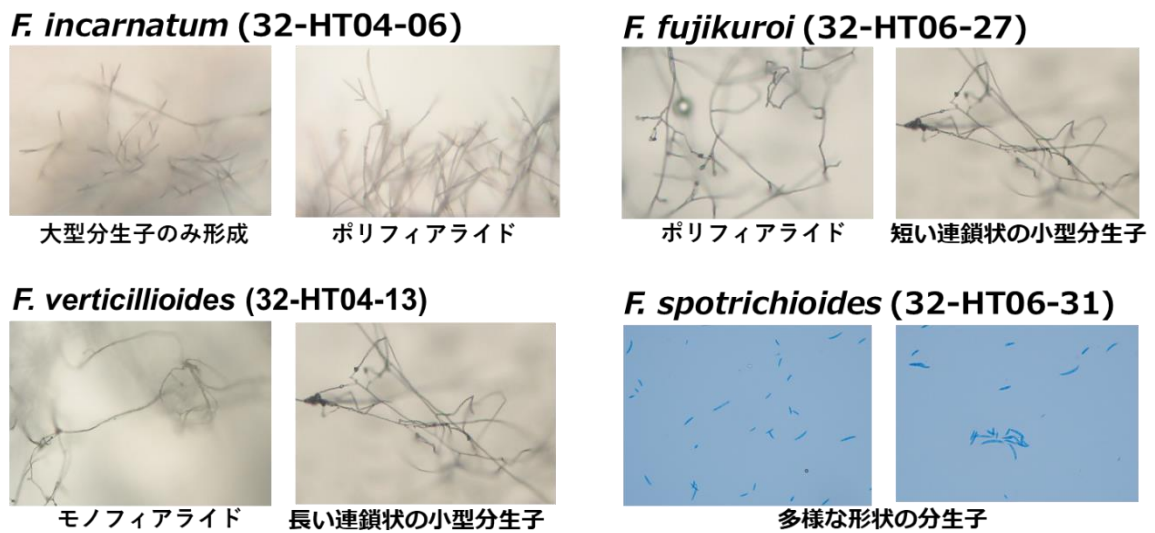 F. incarnatum (32-HT04-06)
大型分生子のみ形成
ポリフィアライド
F. fujikuroi (32-HT06-27)
ポリフィアライド
短い連鎖状の小型分生子
F. verticillioides (32-HT04-13)
モノフィアライド
長い連鎖状の小型分生子
F. spotrichioides (32-HT06-31)
多様な形状の分生子